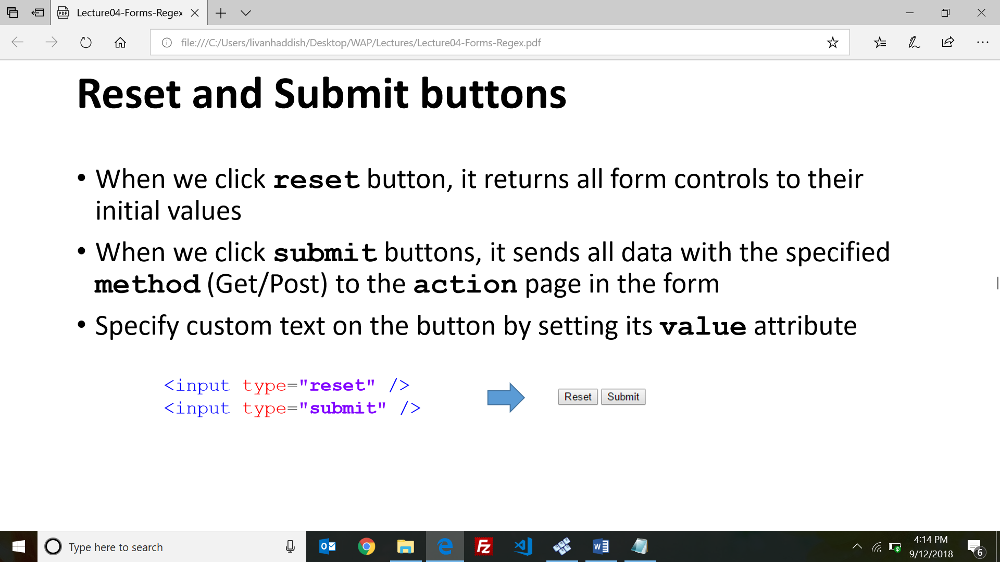 Lecture04-Forms-Regex
file:///C:/Users/livanhaddish/Desktop/WAP/Lectures/Lecture04-Forms-Regex.pdf
Reset and Submit buttons
• When we click reset button, it returns all form controls to their
initial values
• When we click submit buttons, it sends all data with the specified
method (Get/Post) to the action page in the form
• Specify custom text on the button by setting its value attribute
<input type="reset" />
<input type="submit" />
Reset Submit
Type here to search
4:14 PM
9/12/2018
6